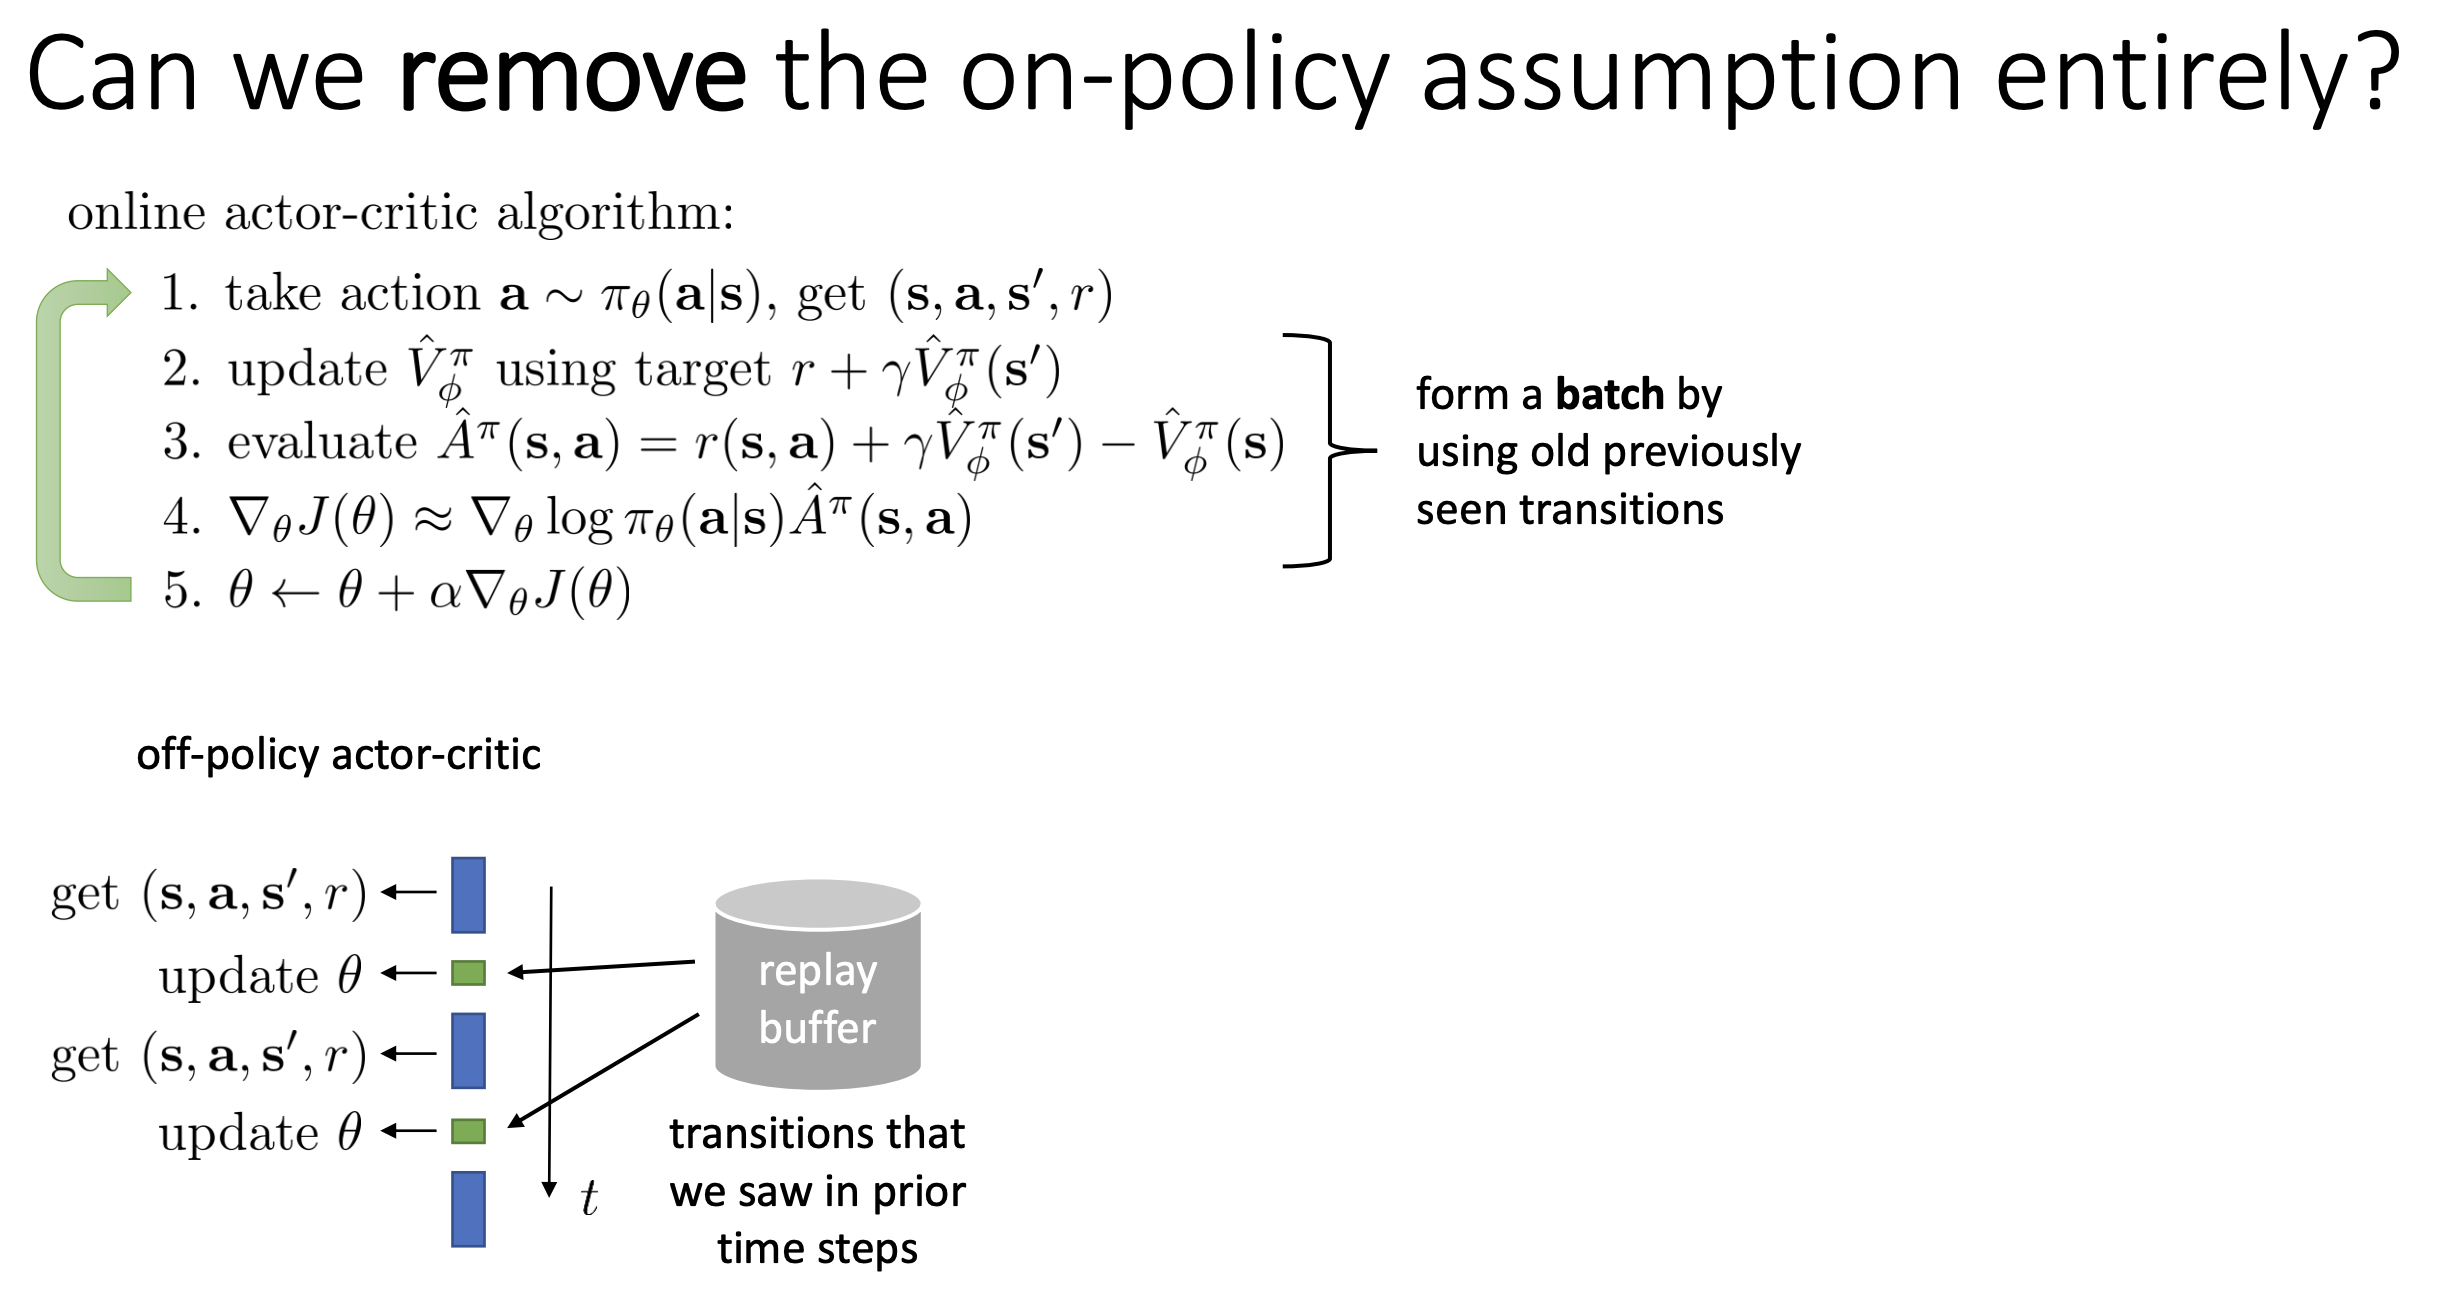 Can we remove the on-policy assumption entirely?
online actor-critic algorithm:
1. take action $\mathbf{a} \sim \pi_\theta(\mathbf{a}|\mathbf{s})$, get $(\mathbf{s}, \mathbf{a}, \mathbf{s}', r)$
2. update $\hat{V}_\phi^\pi$ using target $r + \gamma \hat{V}_\phi^\pi(\mathbf{s}')$
3. evaluate $\hat{A}^\pi(\mathbf{s}, \mathbf{a}) = r(\mathbf{s}, \mathbf{a}) + \gamma \hat{V}_\phi^\pi(\mathbf{s}') - \hat{V}_\phi^\pi(\mathbf{s})$
4. $\nabla_\theta J(\theta) \approx \nabla_\theta \log \pi_\theta(\mathbf{a}|\mathbf{s}) \hat{A}^\pi(\mathbf{s}, \mathbf{a})$
5. $\theta \leftarrow \theta + \alpha \nabla_\theta J(\theta)$
form a batch by
using old previously
seen transitions
off-policy actor-critic
get $(\mathbf{s}, \mathbf{a}, \mathbf{s}', r)$
update $\theta$
get $(\mathbf{s}, \mathbf{a}, \mathbf{s}', r)$
update $\theta$
$t$
replay
buffer
transitions that
we saw in prior
time steps